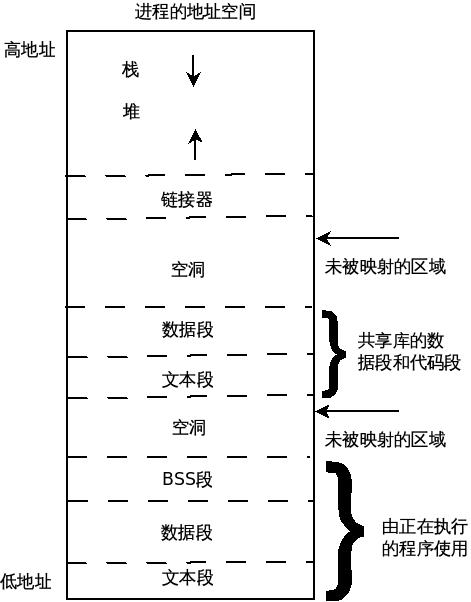 进程的地址空间
高地址
栈
堆
链接器
空洞
未被映射的区域
数据段
共享库的数
据段和代码段
文本段
空洞
未被映射的区域
BSS段
数据段
由正在执行
的程序使用
低地址
文本段